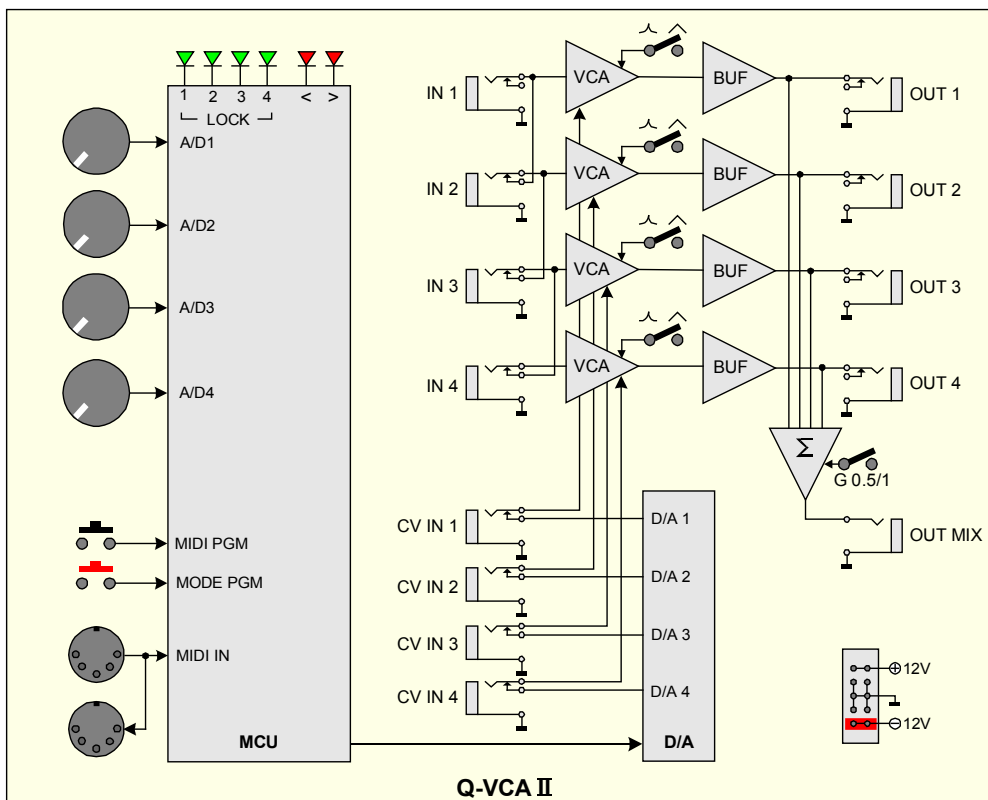 1 2 3 4 < >
LOCK
A/D1
A/D2
A/D3
A/D4
MIDI PGM
MODE PGM
MIDI IN
MCU
IN 1
VCA
BUF
OUT 1
IN 2
VCA
BUF
OUT 2
IN 3
VCA
BUF
OUT 3
IN 4
VCA
BUF
OUT 4
Σ
G 0.5/1
OUT MIX
CV IN 1
CV IN 2
CV IN 3
CV IN 4
D/A 1
D/A 2
D/A 3
D/A 4
D/A
+12V
-12V
Q-VCA II